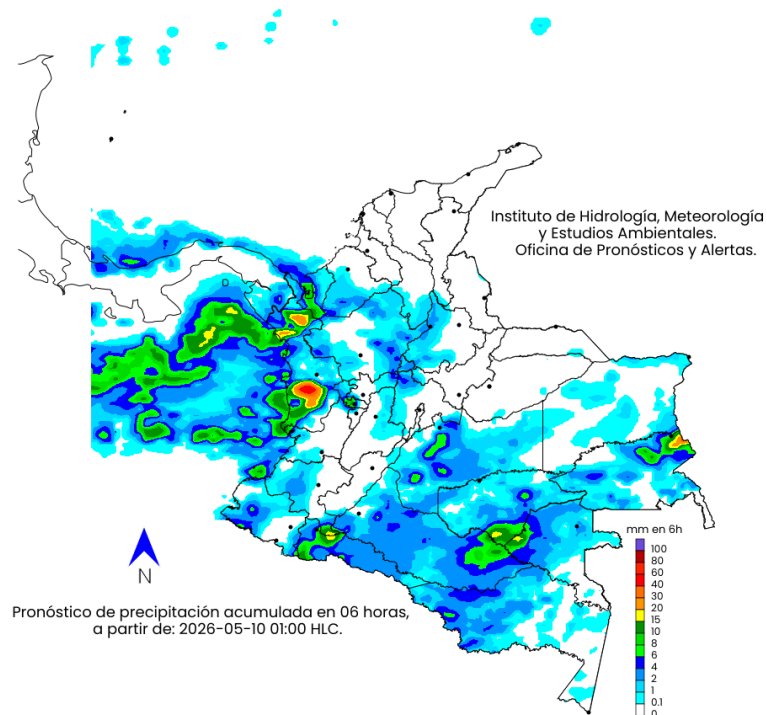 Instituto de Hidrología, Meteorología
y Estudios Ambientales.
Oficina de Pronósticos y Alertas.
mm en 6h
100
80
60
40
30
20
15
10
8
6
4
2
1
0.1
0
N
Pronóstico de precipitación acumulada en 06 horas,
a partir de: 2026-05-10 01:00 HLC.